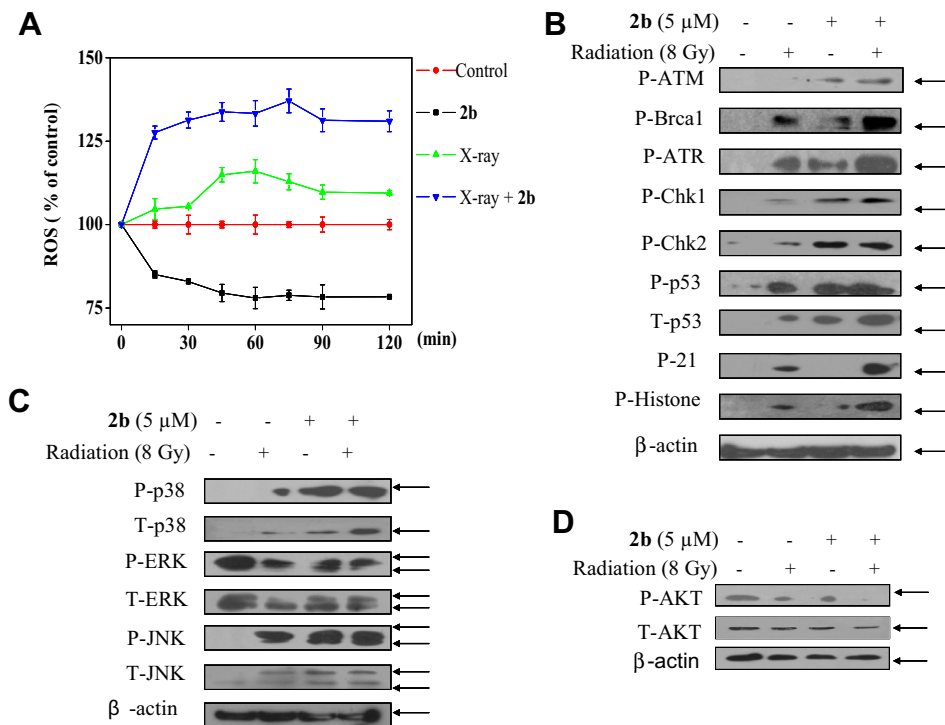 A
150
125
100
75
ROS ( % of control)
0 30 60 90 120 (min)
Control
2b
X-ray
X-ray + 2b
B
2b (5 µM) - - + +
Radiation (8 Gy) - + - +
P-ATM
P-Brca1
P-ATR
P-Chk1
P-Chk2
P-p53
T-p53
P-21
P-Histone
β-actin
C
2b (5 µM) - - + +
Radiation (8 Gy) - + - +
P-p38
T-p38
P-ERK
T-ERK
P-JNK
T-JNK
β -actin
D
2b (5 µM) - - + +
Radiation (8 Gy) - + - +
P-AKT
T-AKT
β-actin